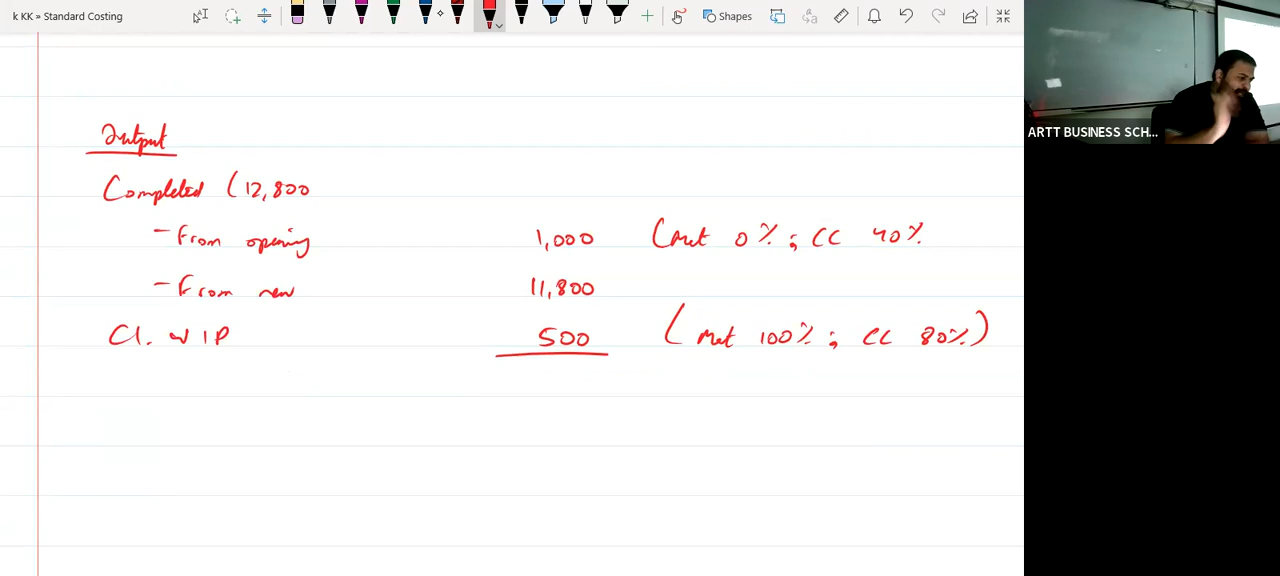 k KK » Standard Costing
Shapes
ARTT BUSINESS SCH...
Output
Completed (12,800
- From opening 1,000 (Mat 0% ; CC 40%
- From new 11,800
Cl. WIP 500 (Mat 100% ; CC 80%)